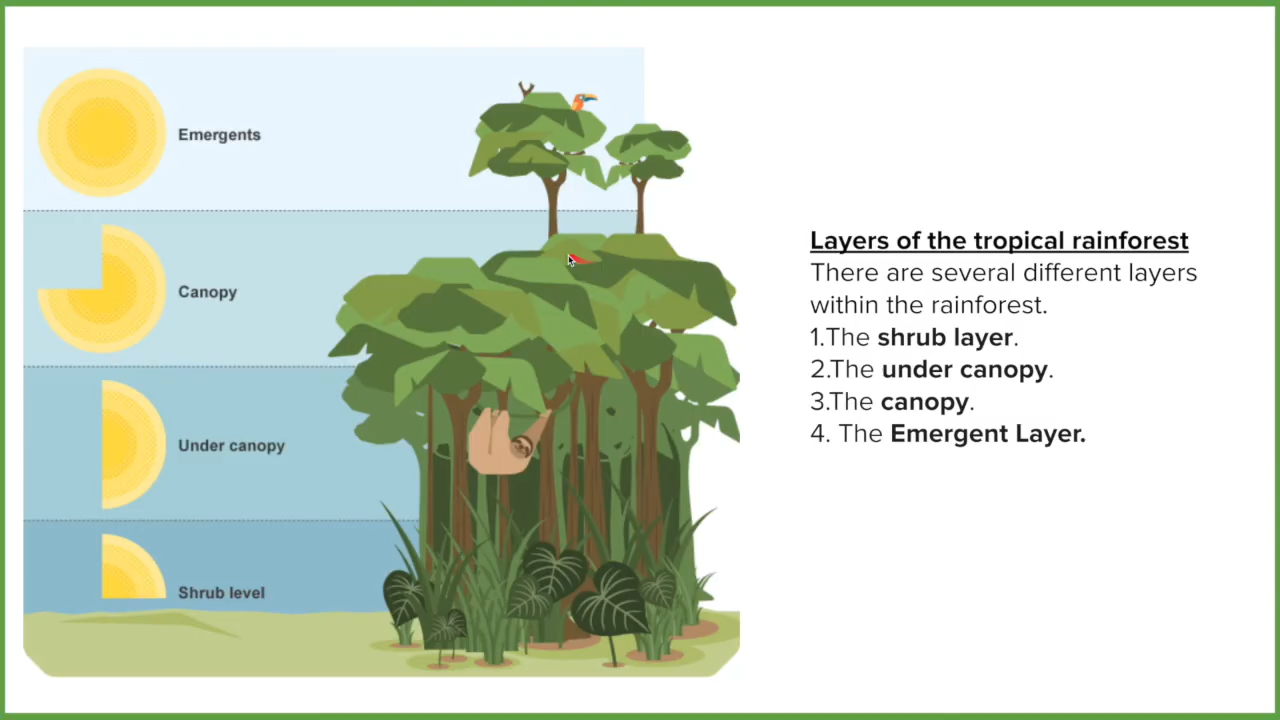 Emergents
Canopy
Under canopy
Shrub level
Layers of the tropical rainforest
There are several different layers
within the rainforest.
1.The shrub layer.
2.The under canopy.
3.The canopy.
4. The Emergent Layer.